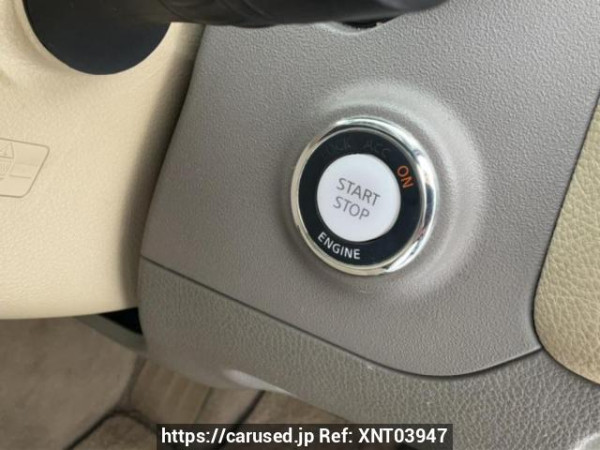 ACC ON
START
STOP
ENGINE
https://carused.jp Ref: XNT03947